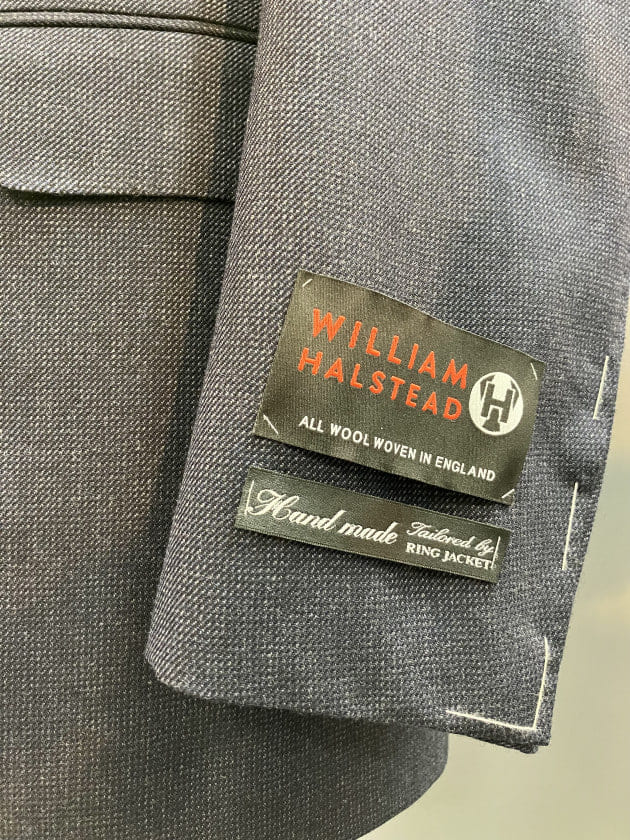 WILLIAM
HALSTEAD
H
ALL WOOL WOVEN IN ENGLAND
Hand made
Tailored by
RING JACKET